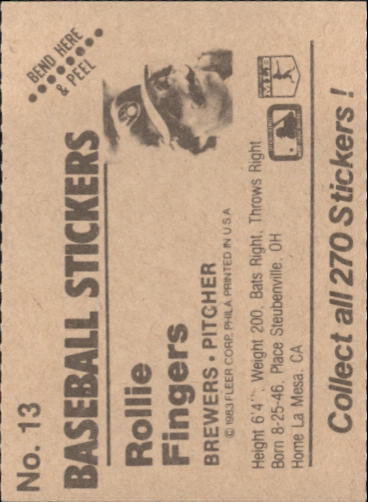 No. 13
BEND HERE
& PEEL
BASEBALL STICKERS
Rollie
Fingers
BREWERS • PITCHER
© 1983 FLEER CORP. PHILA PRINTED IN U.S.A
Height 6'4", Weight 200, Bats Right, Throws Right
Born 8-25-46, Place Steubenville, OH
Home La Mesa, CA
MLB
Collect all 270 Stickers!